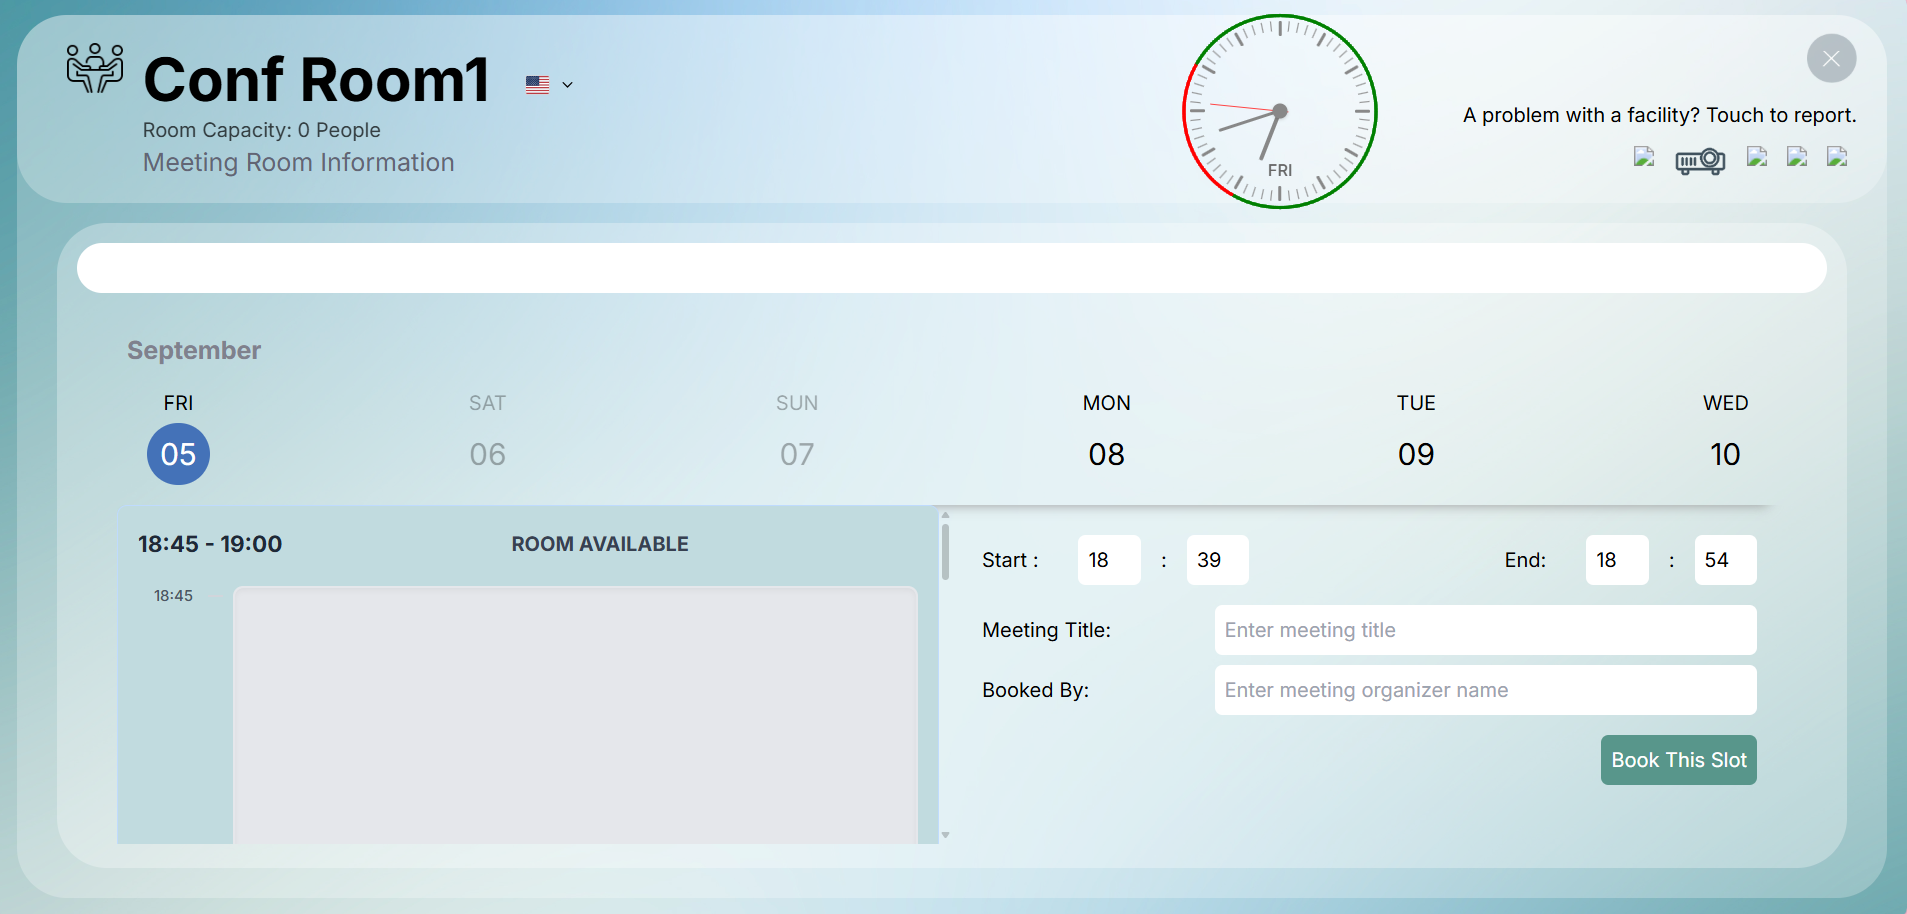 Conf Room1
Room Capacity: 0 People
Meeting Room Information
FRI
A problem with a facility? Touch to report.
September
FRI SAT SUN MON TUE WED
05 06 07 08 09 10
18:45 - 19:00 ROOM AVAILABLE
18:45
Start : 18 : 39 End: 18 : 54
Meeting Title: Enter meeting title
Booked By: Enter meeting organizer name
Book This Slot